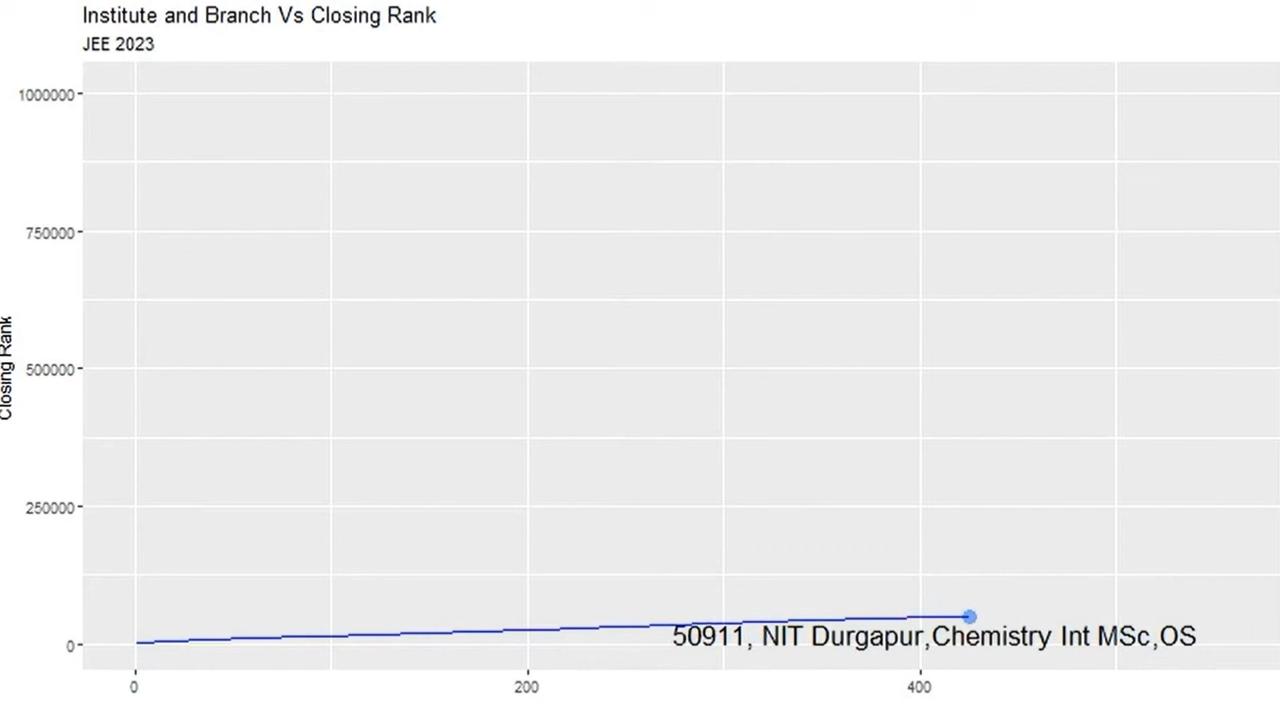 Institute and Branch Vs Closing Rank
JEE 2023
1000000
750000
Closing Rank
500000
250000
0
50911, NIT Durgapur,Chemistry Int MSc,OS
0
200
400